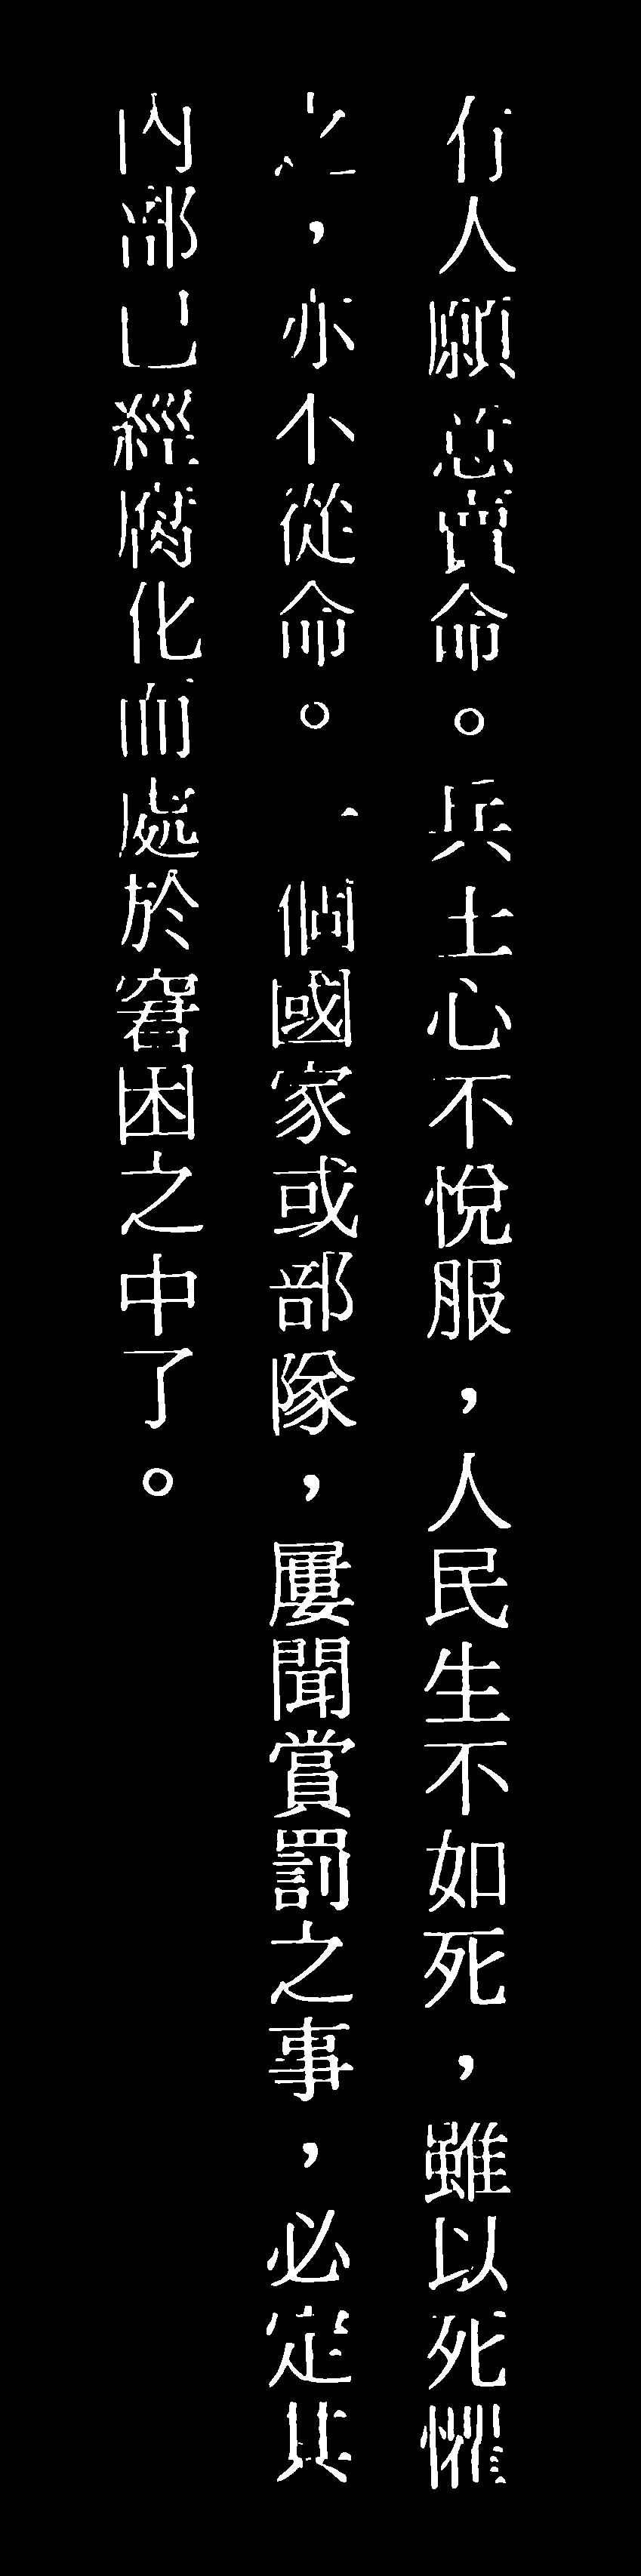 有人願意賣命。兵士心不悅服，人民生不如死，雖以死懼
之，亦不從命。一個國家或部隊，屢聞賞罰之事，必定其
內部已經腐化而處於窘困之中了。